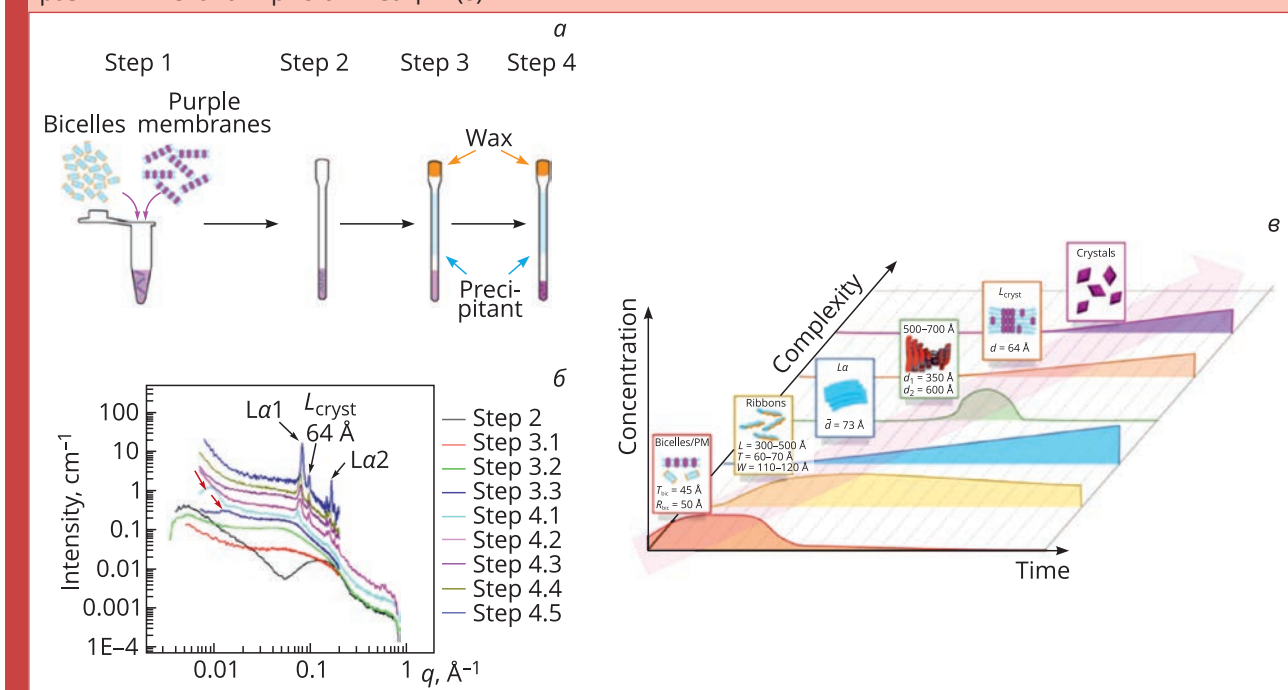 а
Step 1
Step 2
Step 3
Step 4
Bicelles
Purple
membranes
Wax
Preci-
pitant
б
Intensity, cm⁻¹
100
10
1
0.1
0.01
0.001
1E–4
0.01
0.1
1
q, Å⁻¹
Lα1
L cryst
64 Å
Lα2
Step 2
Step 3.1
Step 3.2
Step 3.3
Step 4.1
Step 4.2
Step 4.3
Step 4.4
Step 4.5
в
Concentration
Complexity
Time
Bicelles/PM
T bic = 45 Å
R bic = 50 Å
Ribbons
L = 300–500 Å
T = 60–70 Å
W = 110–120 Å
Lα
d̄ = 73 Å
500–700 Å
d₁ = 350 Å
d₂ = 600 Å
L cryst
d = 64 Å
Crystals